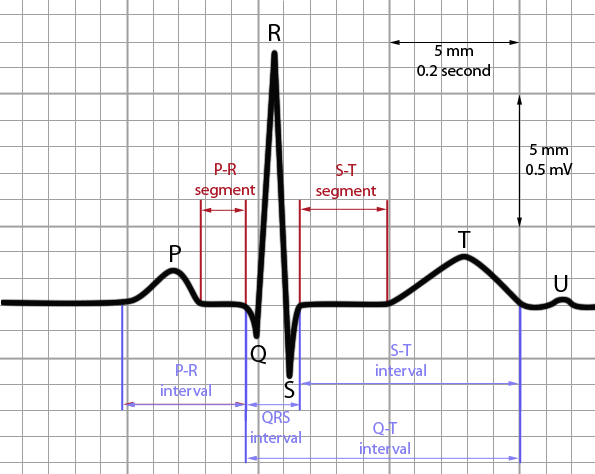 R
5 mm
0.2 second
5 mm
0.5 mV
P-R
segment
S-T
segment
P
T
U
Q
S
P-R
interval
S-T
interval
QRS
interval
Q-T
interval